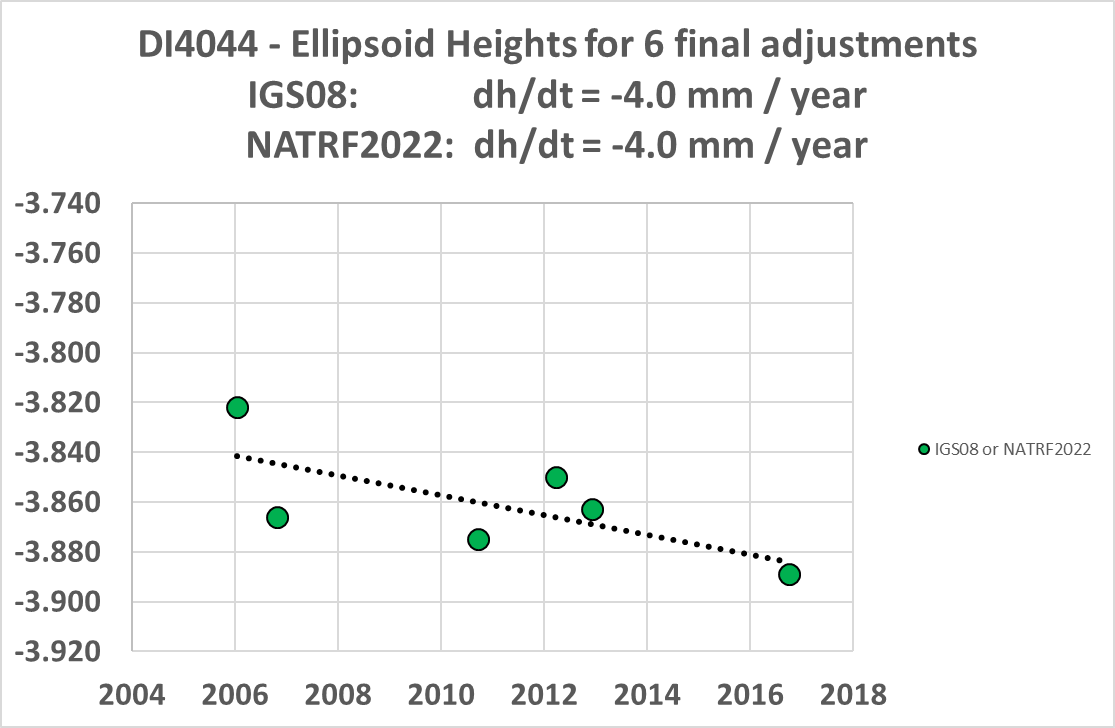 DI4044 - Ellipsoid Heights for 6 final adjustments
IGS08: dh/dt = -4.0 mm / year
NATRF2022: dh/dt = -4.0 mm / year
-3.740
-3.760
-3.780
-3.800
-3.820
-3.840
-3.860
-3.880
-3.900
-3.920
2004 2006 2008 2010 2012 2014 2016 2018
IGS08 or NATRF2022